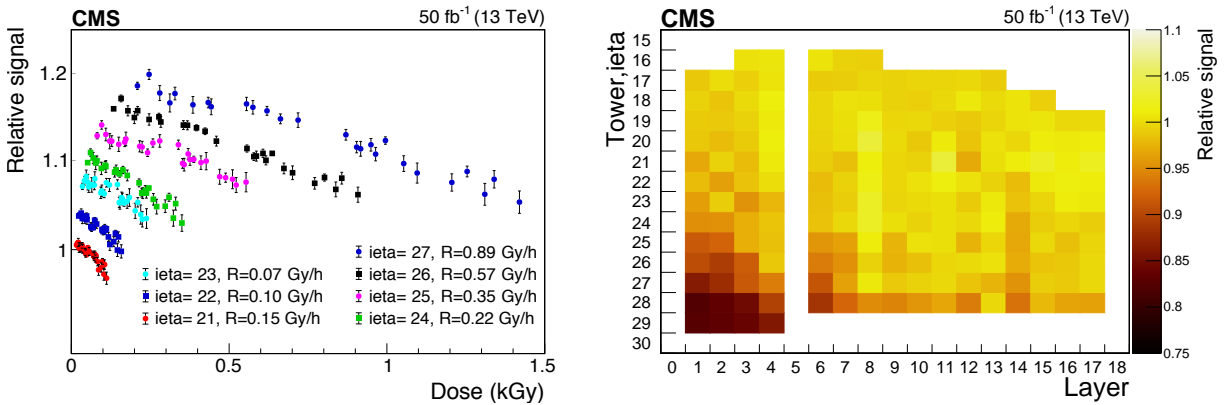 CMS
50 fb⁻¹ (13 TeV)
Relative signal
1.2
1.1
1
ieta= 27, R=0.89 Gy/h
ieta= 23, R=0.07 Gy/h
ieta= 26, R=0.57 Gy/h
ieta= 22, R=0.10 Gy/h
ieta= 25, R=0.35 Gy/h
ieta= 21, R=0.15 Gy/h
ieta= 24, R=0.22 Gy/h
0 0.5 1 1.5
Dose (kGy)
CMS
50 fb⁻¹ (13 TeV)
Tower,ieta
15
16
17
18
19
20
21
22
23
24
25
26
27
28
29
30
0 1 2 3 4 5 6 7 8 9 10 11 12 13 14 15 16 17 18
Layer
1.1
1.05
1
0.95
0.9
0.85
0.8
0.75
Relative signal